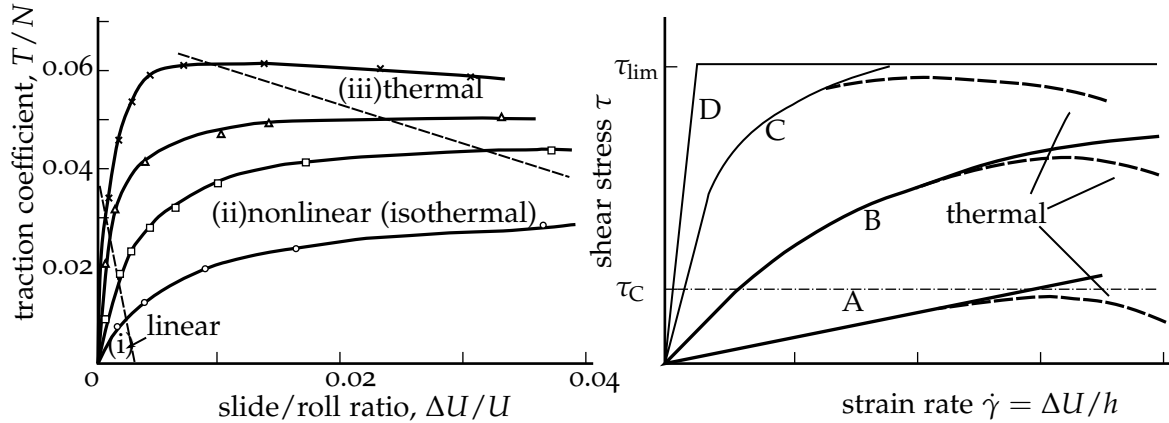 traction coefficient, T/N
0.06
0.04
0.02
0
0.02
0.04
slide/roll ratio, ΔU/U
(iii)thermal
(ii)nonlinear (isothermal)
(i)
linear
shear stress τ
τlim
τC
D
C
B
A
thermal
strain rate γ̇ = ΔU/h